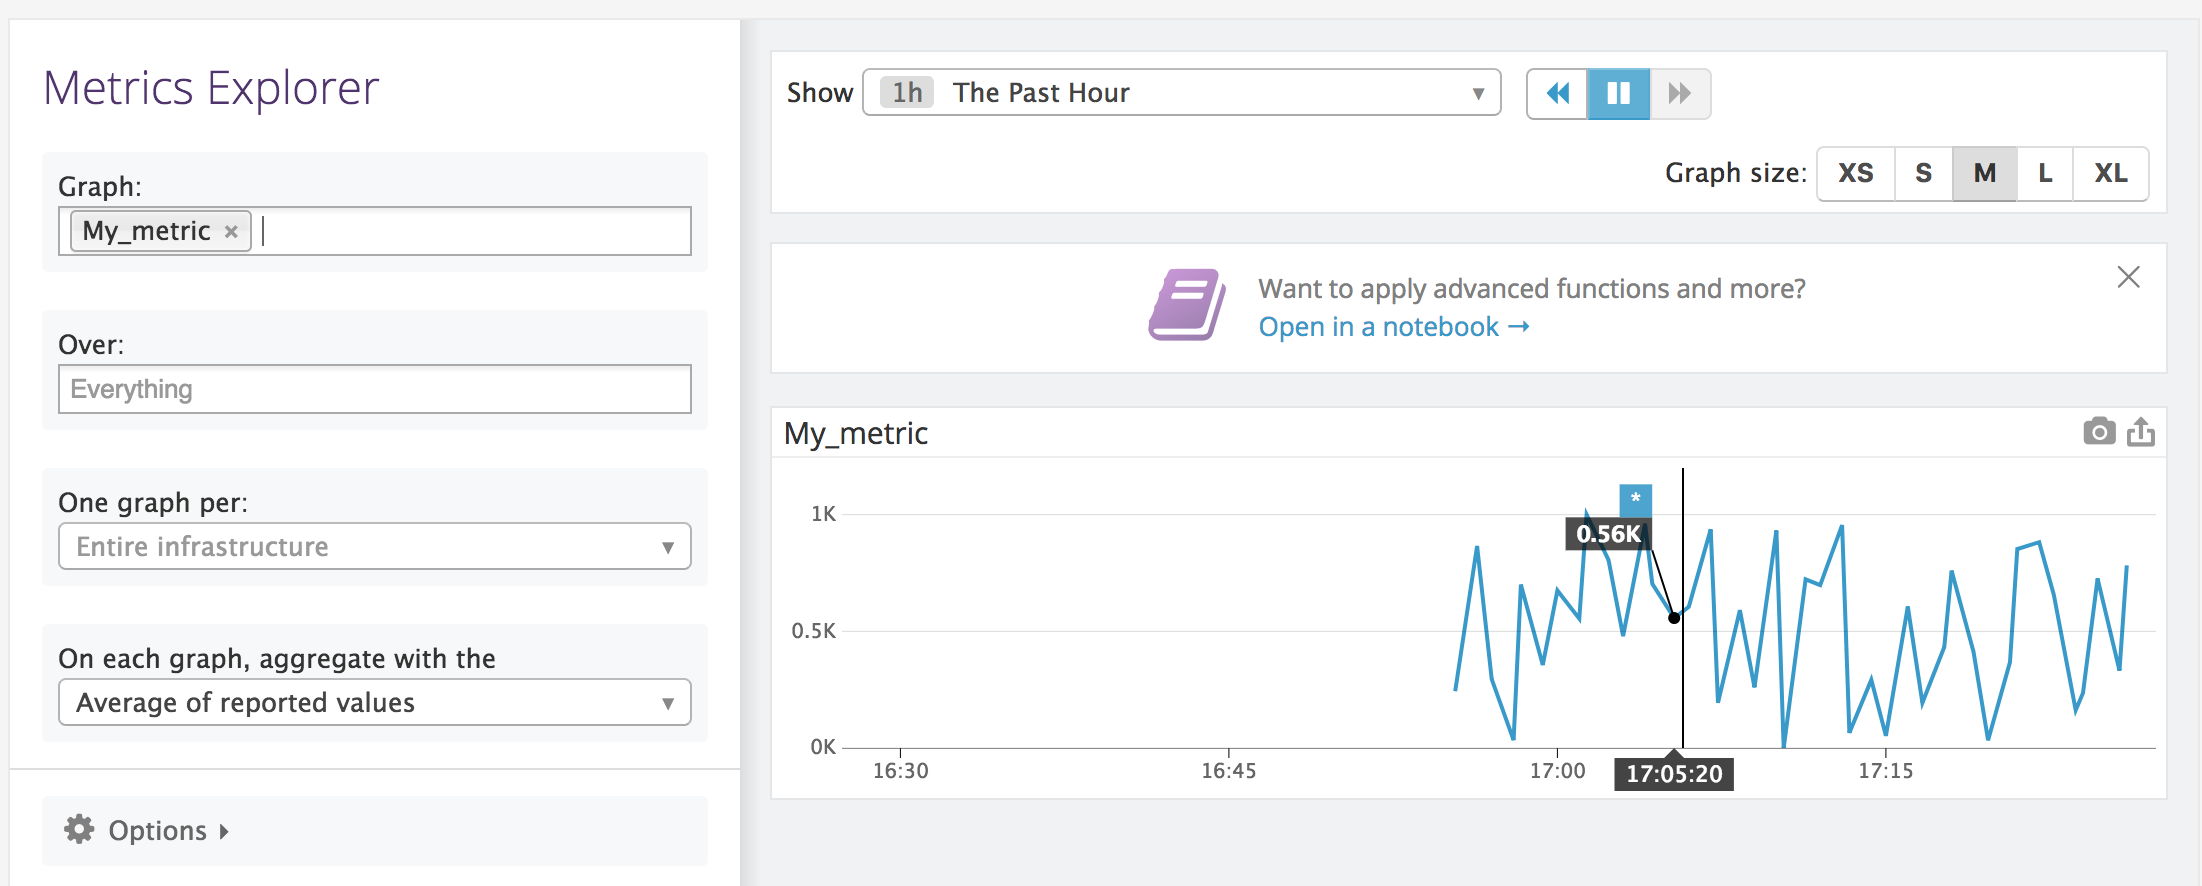 Metrics Explorer
Graph:
My_metric ×
Over:
Everything
One graph per:
Entire infrastructure
On each graph, aggregate with the
Average of reported values
Options
Show 1h The Past Hour
Graph size: XS S M L XL
Want to apply advanced functions and more?
Open in a notebook →
My_metric
*
1K
0.56K
0.5K
0K
16:30 16:45 17:00 17:05:20 17:15